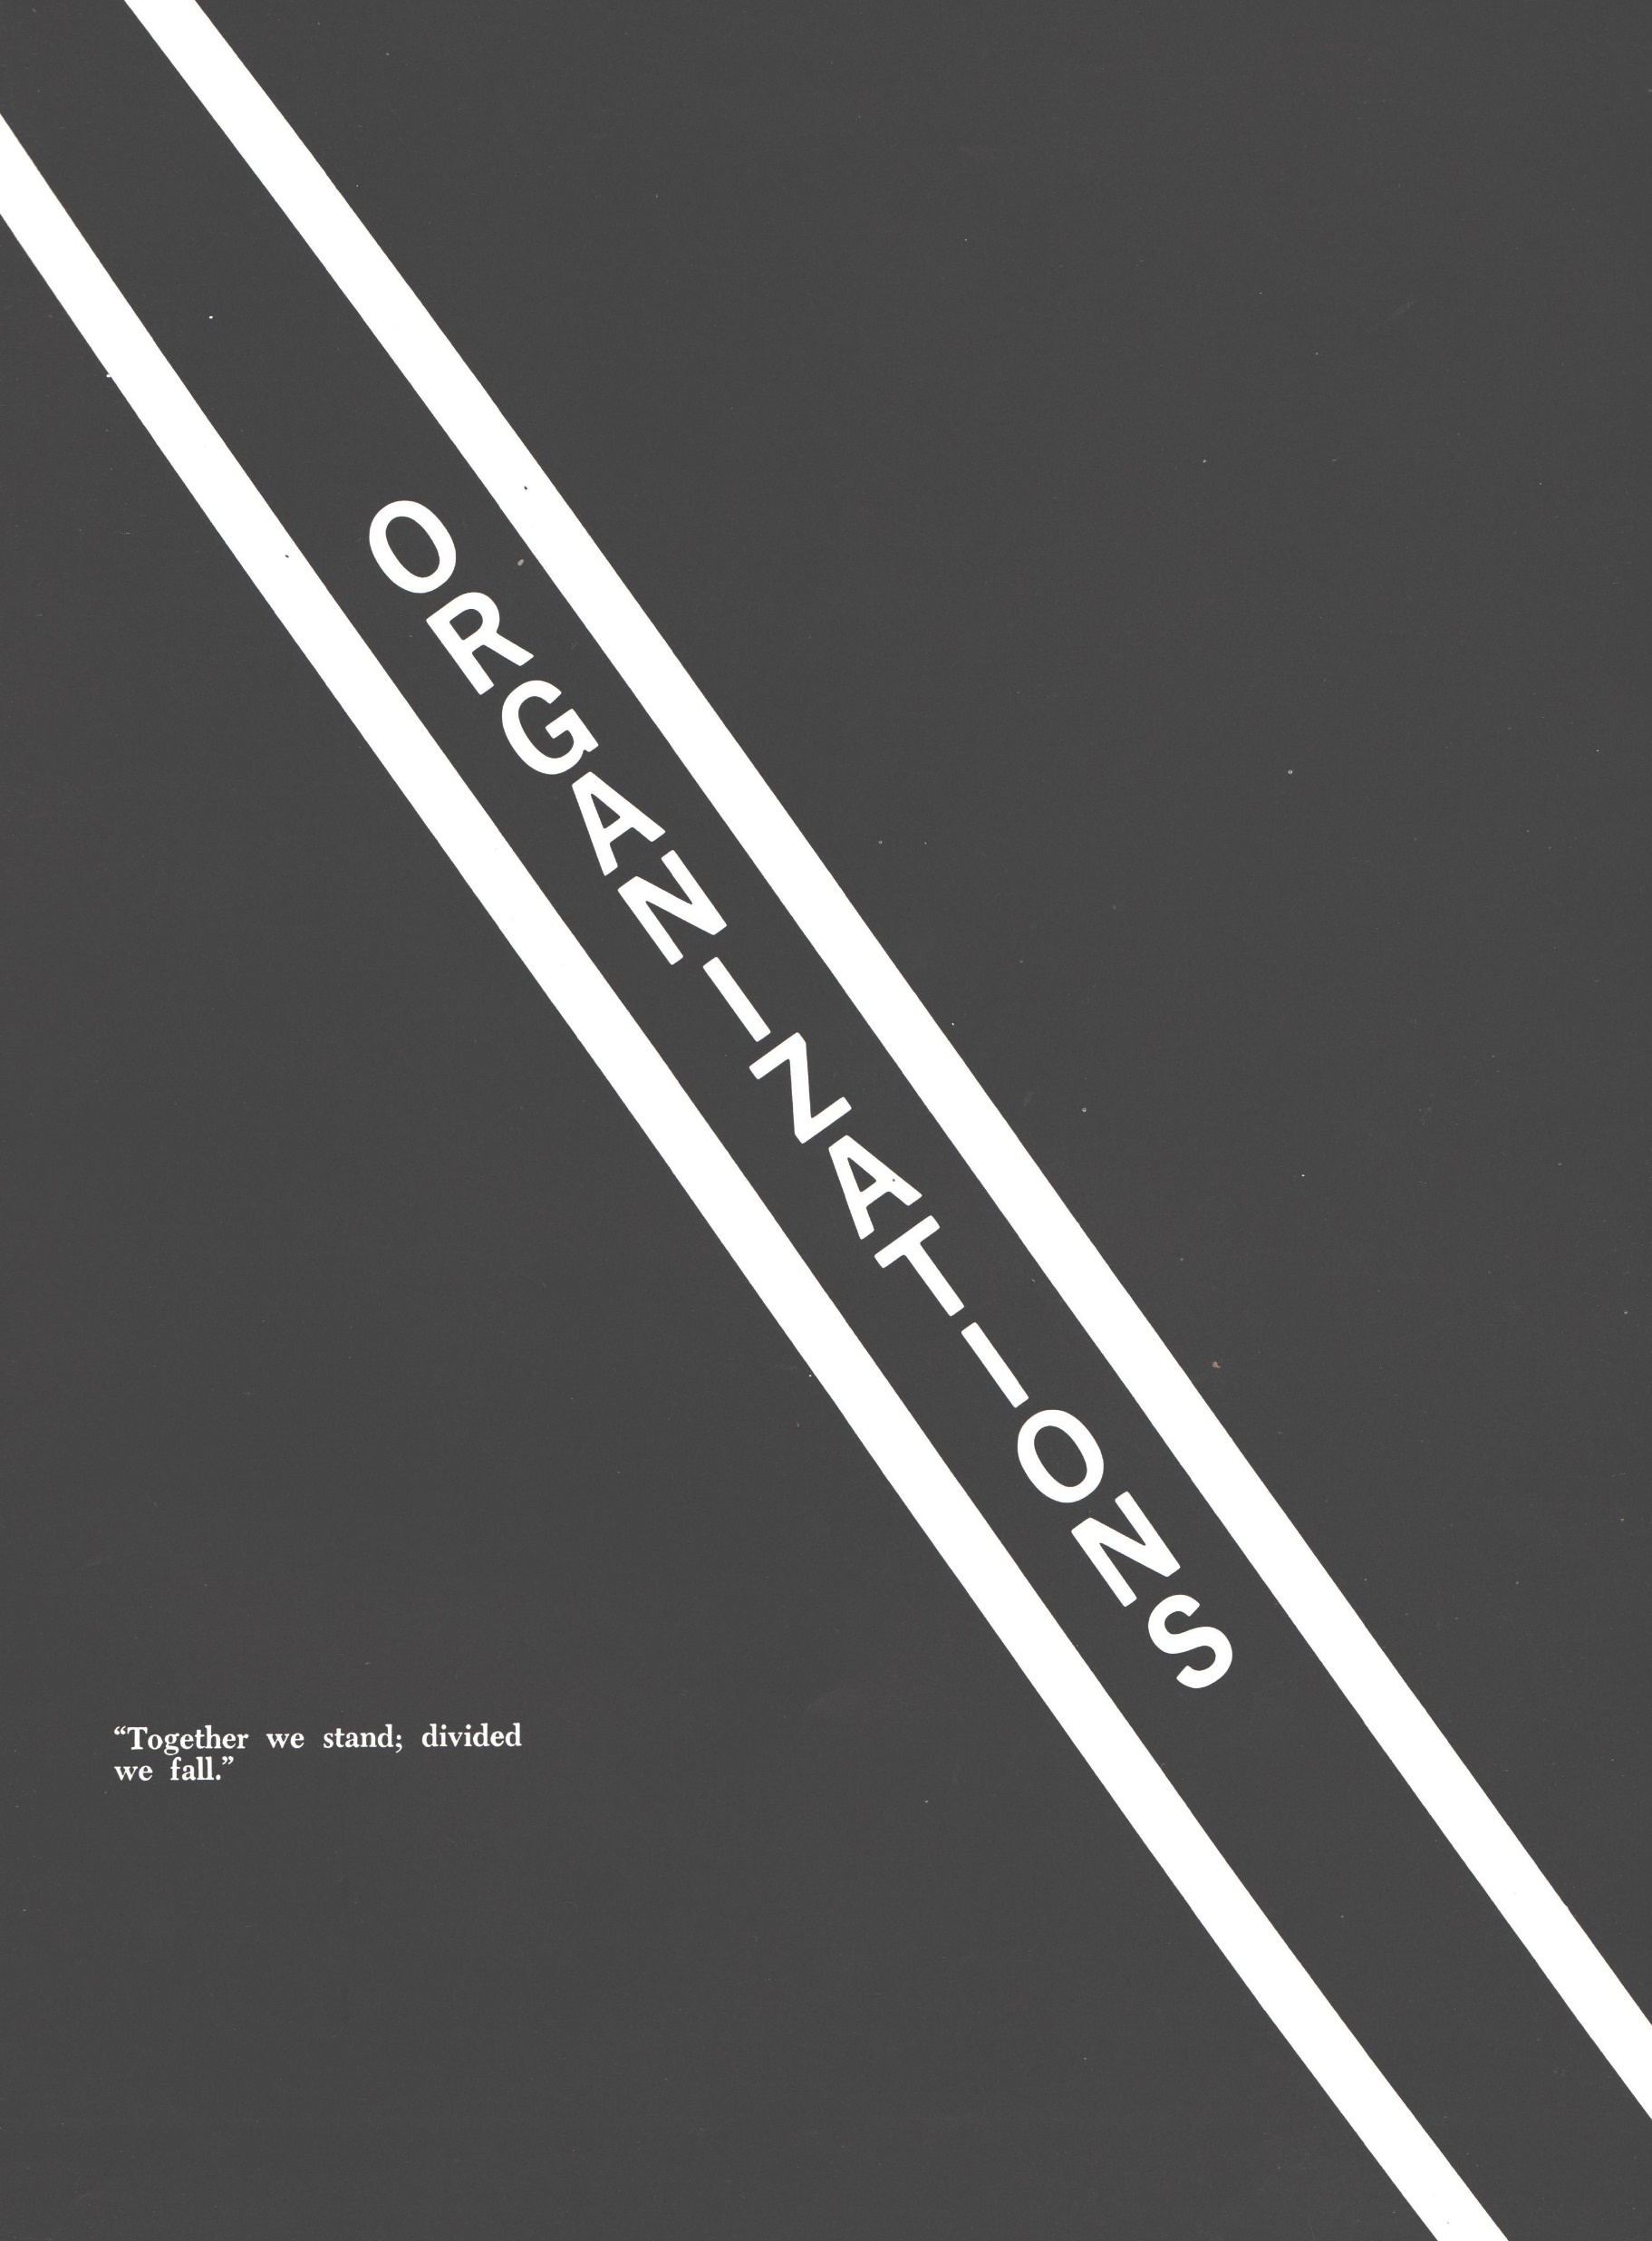 ORGANIZATIONS
“Together we stand; divided
we fall.”